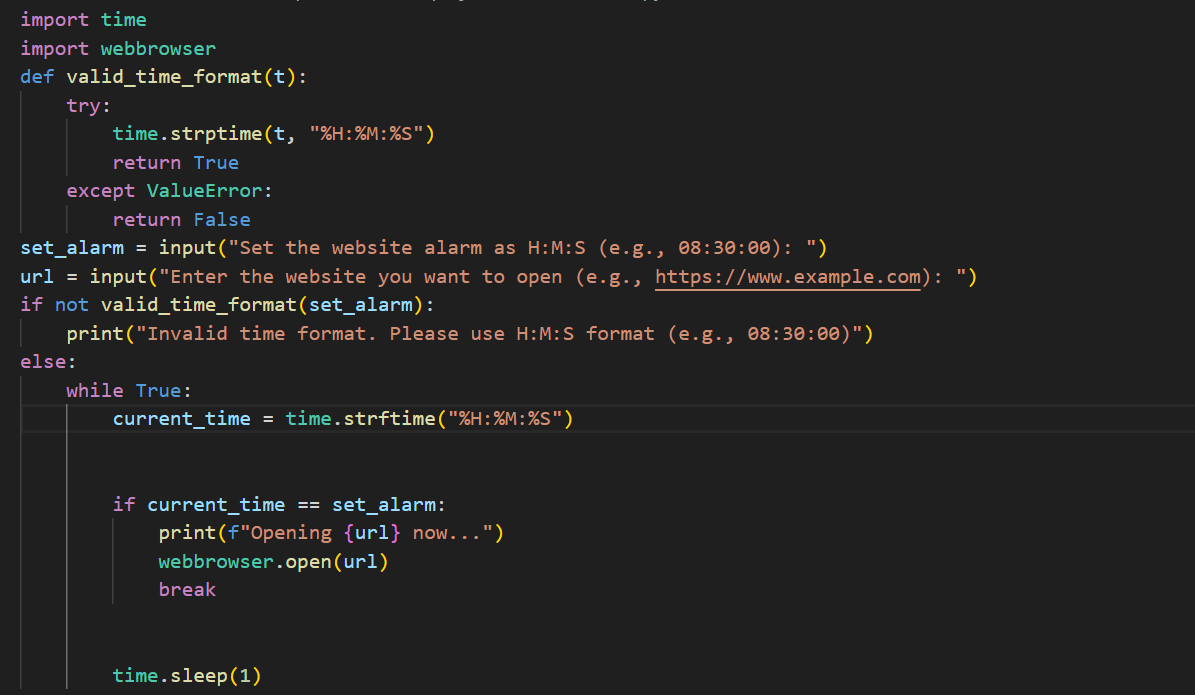 import time
import webbrowser
def valid_time_format(t):
    try:
        time.strptime(t, "%H:%M:%S")
        return True
    except ValueError:
        return False
set_alarm = input("Set the website alarm as H:M:S (e.g., 08:30:00): ")
url = input("Enter the website you want to open (e.g., https://www.example.com): ")
if not valid_time_format(set_alarm):
    print("Invalid time format. Please use H:M:S format (e.g., 08:30:00)")
else:
    while True:
        current_time = time.strftime("%H:%M:%S")
        if current_time == set_alarm:
            print(f"Opening {url} now...")
            webbrowser.open(url)
            break
        time.sleep(1)